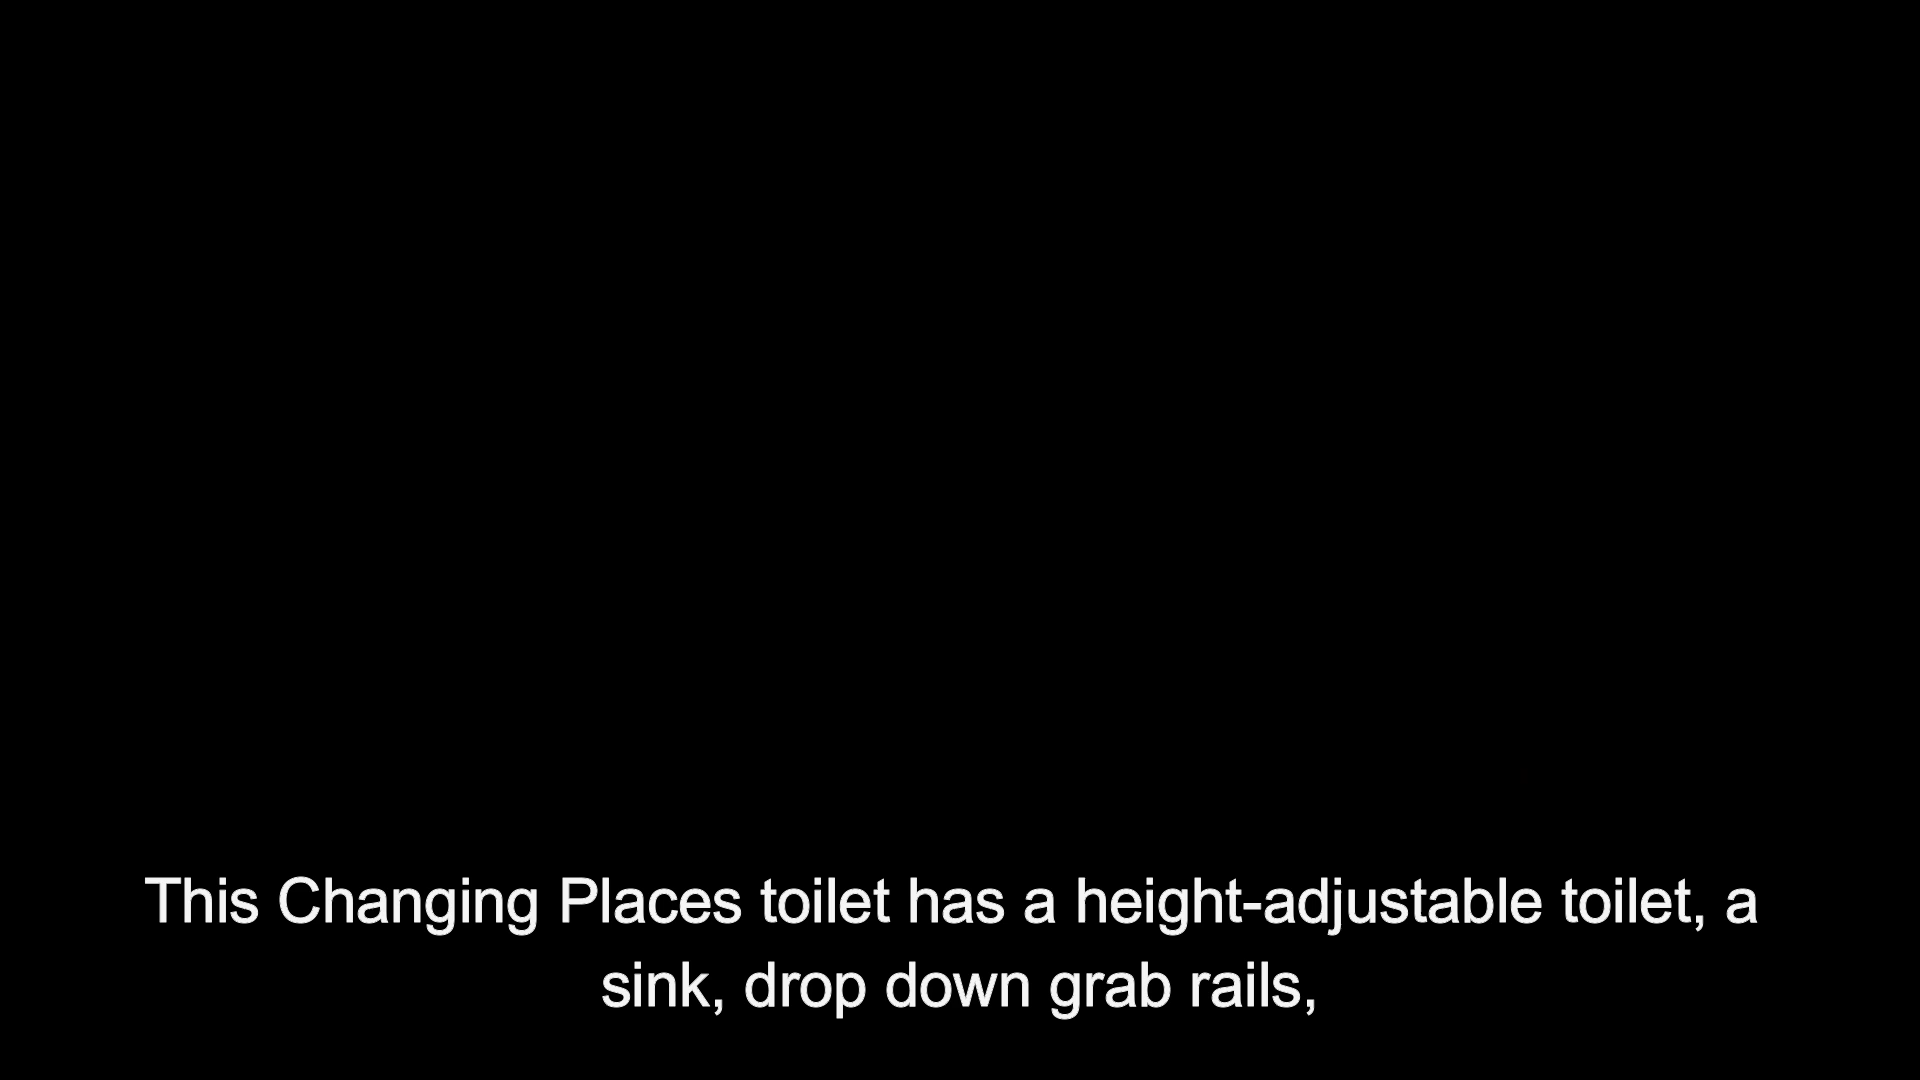 This Changing Places toilet has a height-adjustable toilet, a
sink, drop down grab rails,